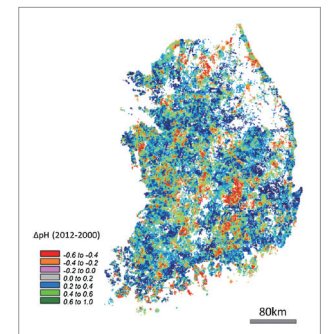 ΔpH (2012-2000)
-0.6 to -0.4
-0.4 to -0.2
-0.2 to 0.0
0.0 to 0.2
0.2 to 0.4
0.4 to 0.6
0.6 to 1.0
80km